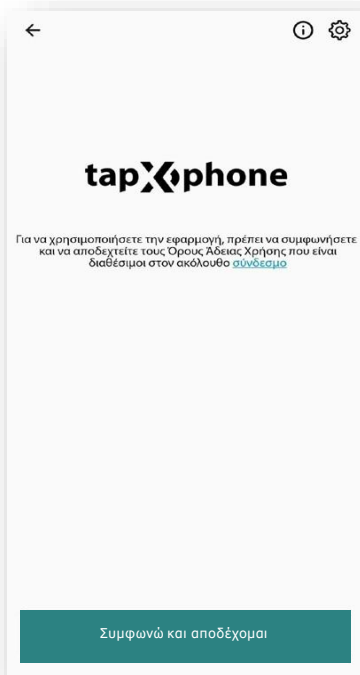 tapXphone
Για να χρησιμοποιήσετε την εφαρμογή, πρέπει να συμφωνήσετε
και να αποδεχτείτε τους Όρους Άδειας Χρήσης που είναι
διαθέσιμοι στον ακόλουθο σύνδεσμο
Συμφωνώ και αποδέχομαι